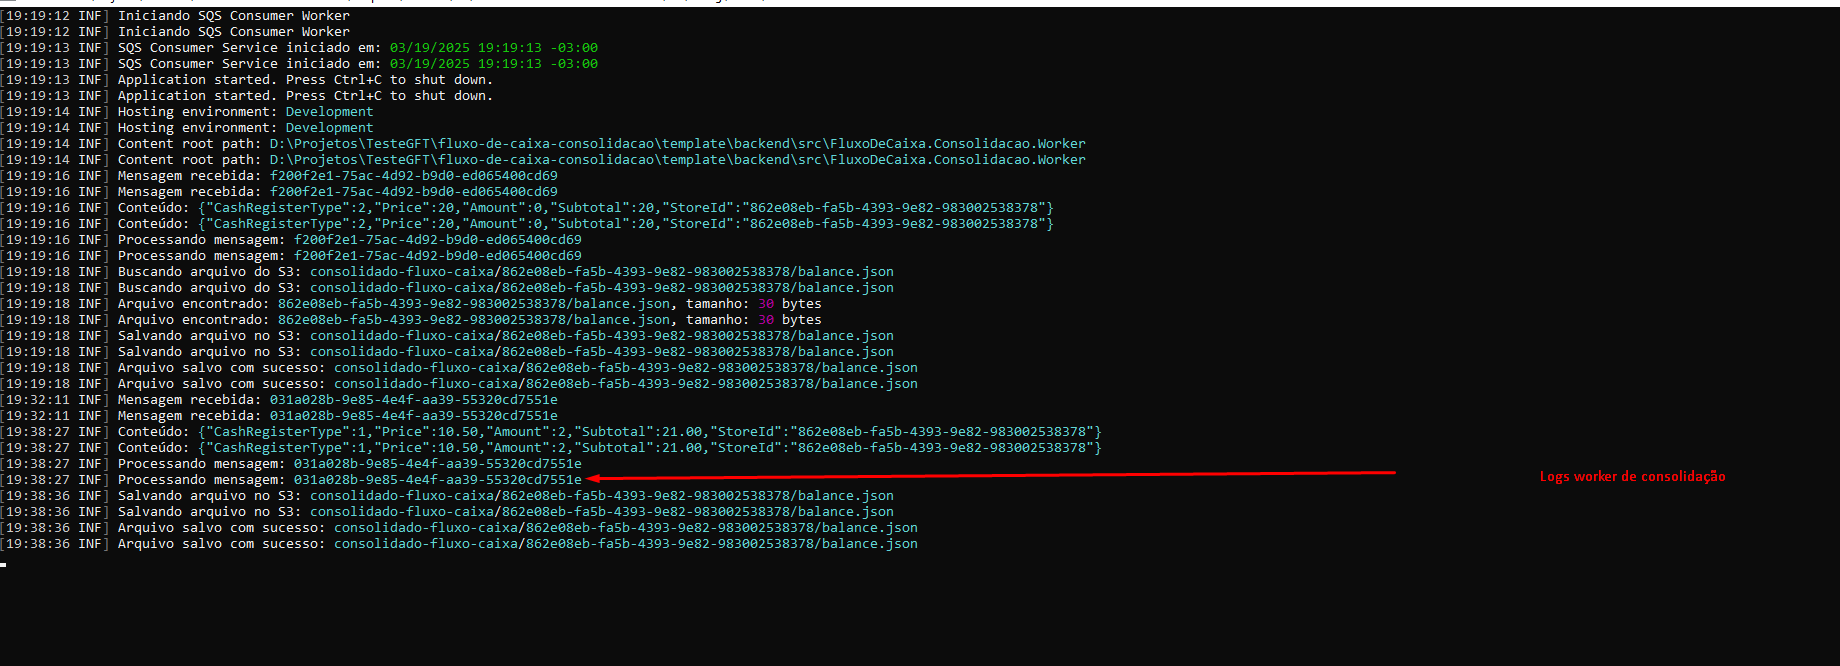 [19:19:12 INF] Iniciando SQS Consumer Worker
[19:19:12 INF] Iniciando SQS Consumer Worker
[19:19:13 INF] SQS Consumer Service iniciado em: 03/19/2025 19:19:13 -03:00
[19:19:13 INF] SQS Consumer Service iniciado em: 03/19/2025 19:19:13 -03:00
[19:19:13 INF] Application started. Press Ctrl+C to shut down.
[19:19:13 INF] Application started. Press Ctrl+C to shut down.
[19:19:14 INF] Hosting environment: Development
[19:19:14 INF] Hosting environment: Development
[19:19:14 INF] Content root path: D:\Projetos\TesteGFT\fluxo-de-caixa-consolidacao\template\backend\src\FluxoDeCaixa.Consolidacao.Worker
[19:19:14 INF] Content root path: D:\Projetos\TesteGFT\fluxo-de-caixa-consolidacao\template\backend\src\FluxoDeCaixa.Consolidacao.Worker
[19:19:16 INF] Mensagem recebida: f200f2e1-75ac-4d92-b9d0-ed065400cd69
[19:19:16 INF] Mensagem recebida: f200f2e1-75ac-4d92-b9d0-ed065400cd69
[19:19:16 INF] Conteúdo: {"CashRegisterType":2,"Price":20,"Amount":0,"Subtotal":20,"StoreId":"862e08eb-fa5b-4393-9e82-983002538378"}
[19:19:16 INF] Conteúdo: {"CashRegisterType":2,"Price":20,"Amount":0,"Subtotal":20,"StoreId":"862e08eb-fa5b-4393-9e82-983002538378"}
[19:19:16 INF] Processando mensagem: f200f2e1-75ac-4d92-b9d0-ed065400cd69
[19:19:16 INF] Processando mensagem: f200f2e1-75ac-4d92-b9d0-ed065400cd69
[19:19:18 INF] Buscando arquivo do S3: consolidado-fluxo-caixa/862e08eb-fa5b-4393-9e82-983002538378/balance.json
[19:19:18 INF] Buscando arquivo do S3: consolidado-fluxo-caixa/862e08eb-fa5b-4393-9e82-983002538378/balance.json
[19:19:18 INF] Arquivo encontrado: 862e08eb-fa5b-4393-9e82-983002538378/balance.json, tamanho: 30 bytes
[19:19:18 INF] Arquivo encontrado: 862e08eb-fa5b-4393-9e82-983002538378/balance.json, tamanho: 30 bytes
[19:19:18 INF] Salvando arquivo no S3: consolidado-fluxo-caixa/862e08eb-fa5b-4393-9e82-983002538378/balance.json
[19:19:18 INF] Salvando arquivo no S3: consolidado-fluxo-caixa/862e08eb-fa5b-4393-9e82-983002538378/balance.json
[19:19:18 INF] Arquivo salvo com sucesso: consolidado-fluxo-caixa/862e08eb-fa5b-4393-9e82-983002538378/balance.json
[19:19:18 INF] Arquivo salvo com sucesso: consolidado-fluxo-caixa/862e08eb-fa5b-4393-9e82-983002538378/balance.json
[19:32:11 INF] Mensagem recebida: 031a028b-9e85-4e4f-aa39-55320cd7551e
[19:32:11 INF] Mensagem recebida: 031a028b-9e85-4e4f-aa39-55320cd7551e
[19:38:27 INF] Conteúdo: {"CashRegisterType":1,"Price":10.50,"Amount":2,"Subtotal":21.00,"StoreId":"862e08eb-fa5b-4393-9e82-983002538378"}
[19:38:27 INF] Conteúdo: {"CashRegisterType":1,"Price":10.50,"Amount":2,"Subtotal":21.00,"StoreId":"862e08eb-fa5b-4393-9e82-983002538378"}
[19:38:27 INF] Processando mensagem: 031a028b-9e85-4e4f-aa39-55320cd7551e
[19:38:27 INF] Processando mensagem: 031a028b-9e85-4e4f-aa39-55320cd7551e
Logs worker de consolidação
[19:38:36 INF] Salvando arquivo no S3: consolidado-fluxo-caixa/862e08eb-fa5b-4393-9e82-983002538378/balance.json
[19:38:36 INF] Salvando arquivo no S3: consolidado-fluxo-caixa/862e08eb-fa5b-4393-9e82-983002538378/balance.json
[19:38:36 INF] Arquivo salvo com sucesso: consolidado-fluxo-caixa/862e08eb-fa5b-4393-9e82-983002538378/balance.json
[19:38:36 INF] Arquivo salvo com sucesso: consolidado-fluxo-caixa/862e08eb-fa5b-4393-9e82-983002538378/balance.json